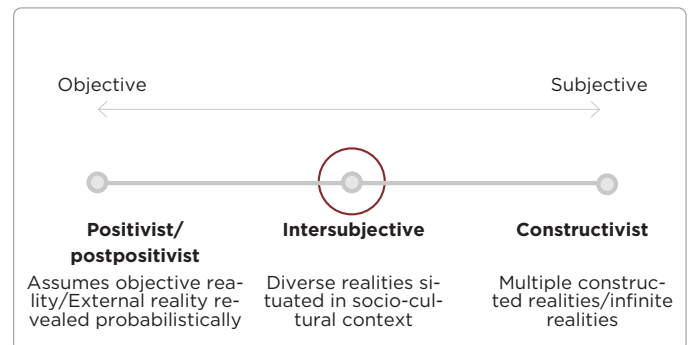 Objective Subjective
Positivist/
postpositivist
Intersubjective
Constructivist
Assumes objective rea-
lity/External reality re-
vealed probabilistically
Diverse realities si-
tuated in socio-cul-
tural context
Multiple construc-
ted realities/infinite
realities